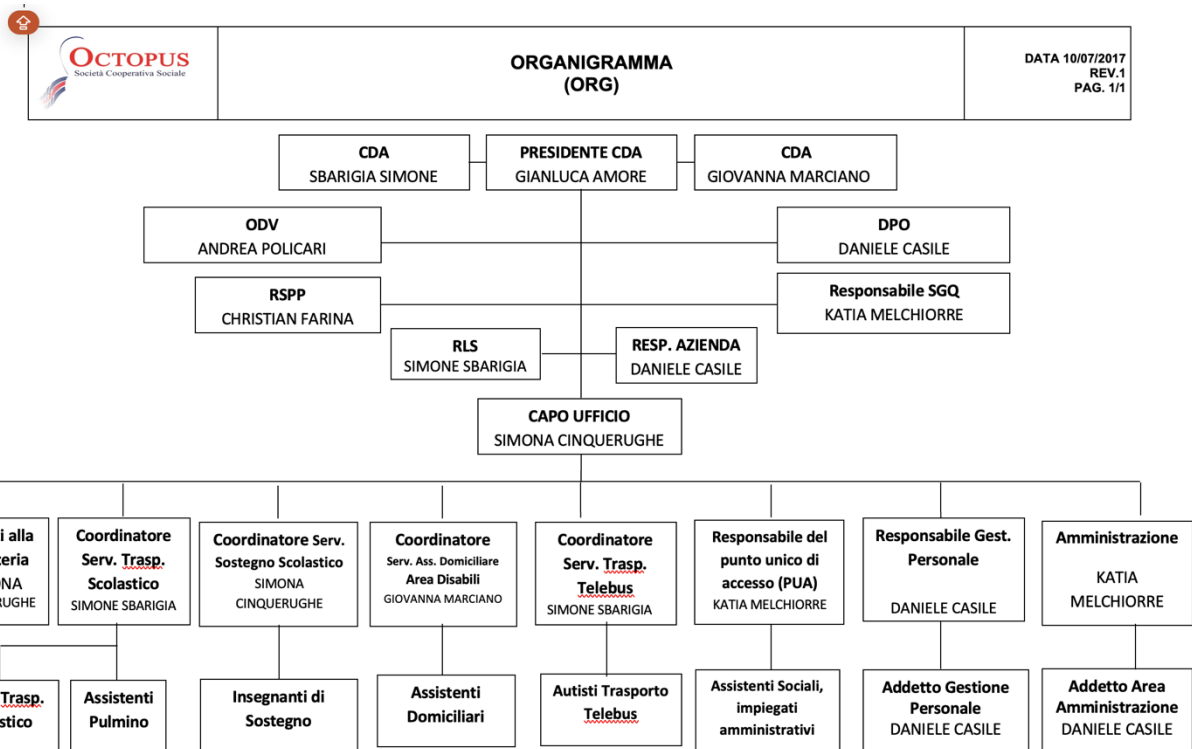 OCTOPUS
Società Cooperativa Sociale
ORGANIGRAMMA
(ORG)
DATA 10/07/2017
REV.1
PAG. 1/1
CDA
SBARIGIA SIMONE
PRESIDENTE CDA
GIANLUCA AMORE
CDA
GIOVANNA MARCIANO
ODV
ANDREA POLICARI
DPO
DANIELE CASILE
RSPP
CHRISTIAN FARINA
Responsabile SGQ
KATIA MELCHIORRE
RLS
SIMONE SBARIGIA
RESP. AZIENDA
DANIELE CASILE
CAPO UFFICIO
SIMONA CINQUERUGHE
alla
Coordinatore
Serv. Trasp.
Scolastico
SIMONE SBARIGIA
Coordinatore Serv.
Sostegno Scolastico
SIMONA
CINQUERUGHE
Coordinatore
Serv. Ass. Domiciliare
Area Disabili
GIOVANNA MARCIANO
Coordinatore
Serv. Trasp.
Telebus
SIMONE SBARIGIA
Responsabile del
punto unico di
accesso (PUA)
KATIA MELCHIORRE
Responsabile Gest.
Personale
DANIELE CASILE
Amministrazione
KATIA
MELCHIORRE
Trasp.
Assistenti
Pulmino
Insegnanti di
Sostegno
Assistenti
Domiciliari
Autisti Trasporto
Telebus
Assistenti Sociali,
impiegati
amministrativi
Addetto Gestione
Personale
DANIELE CASILE
Addetto Area
Amministrazione
DANIELE CASILE